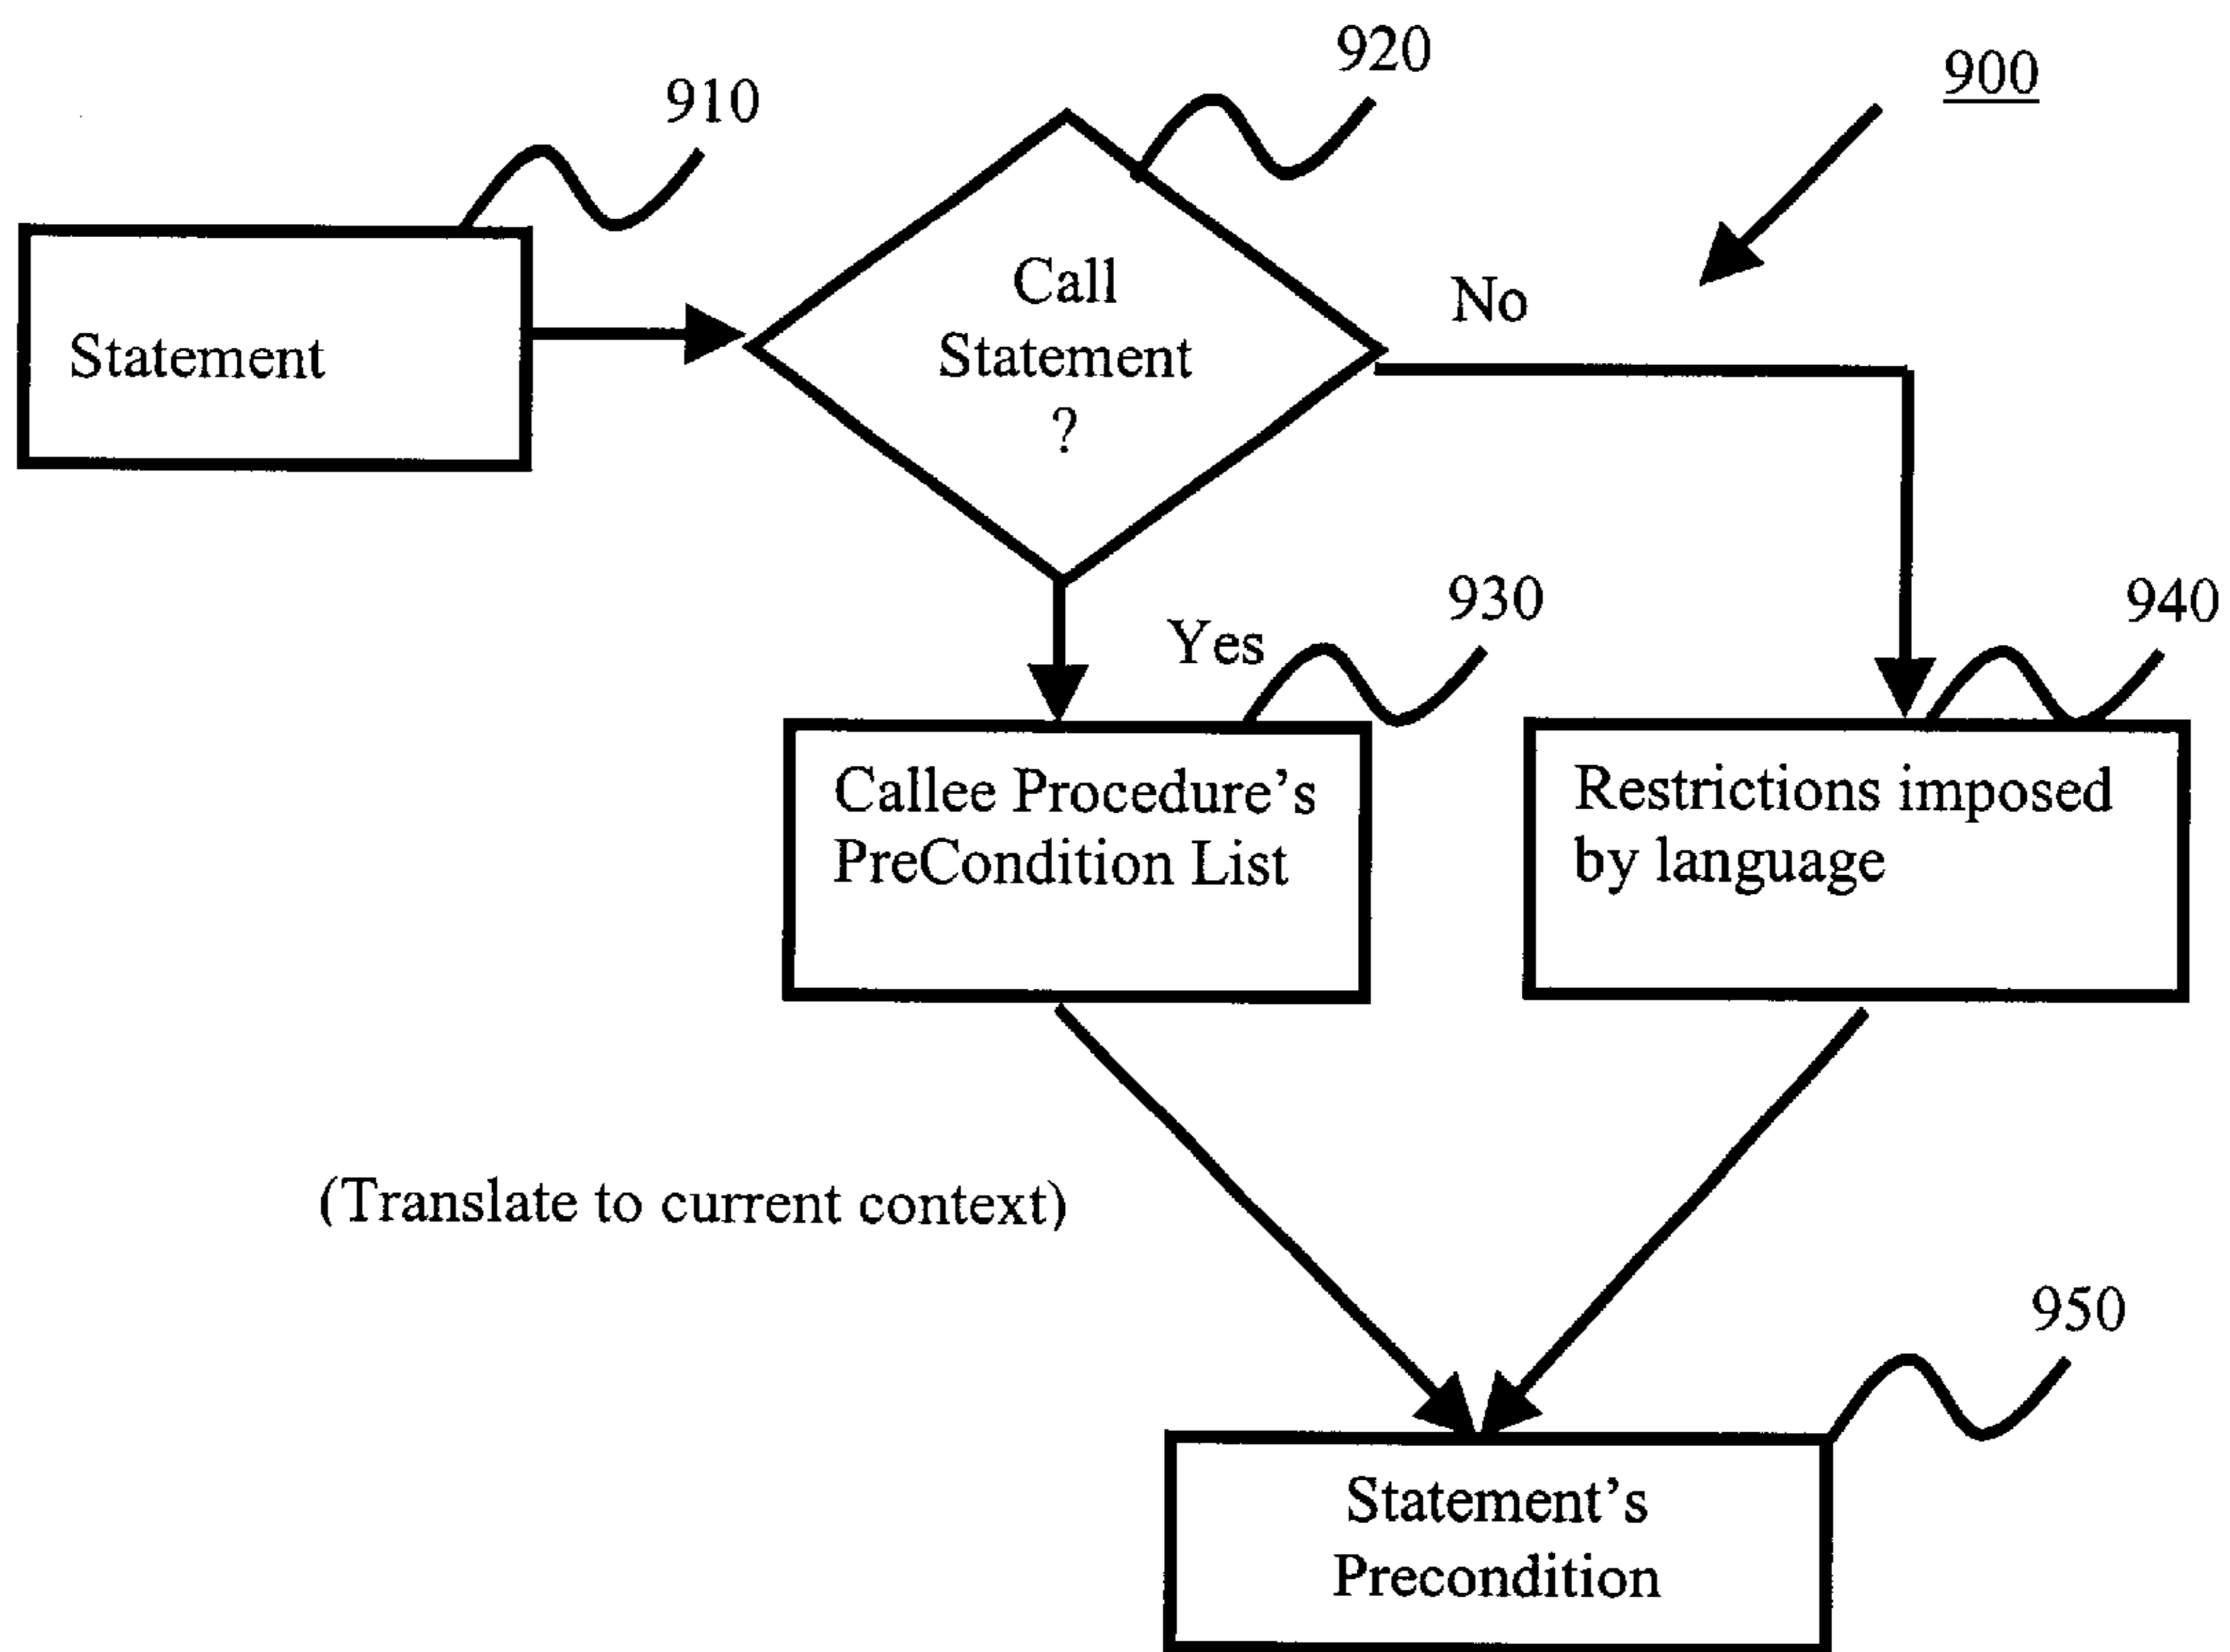 920
900
910
Call
Statement
?
No
Statement
930
940
Yes
Callee Procedure’s
PreCondition List
Restrictions imposed
by language
(Translate to current context)
950
Statement’s
Precondition